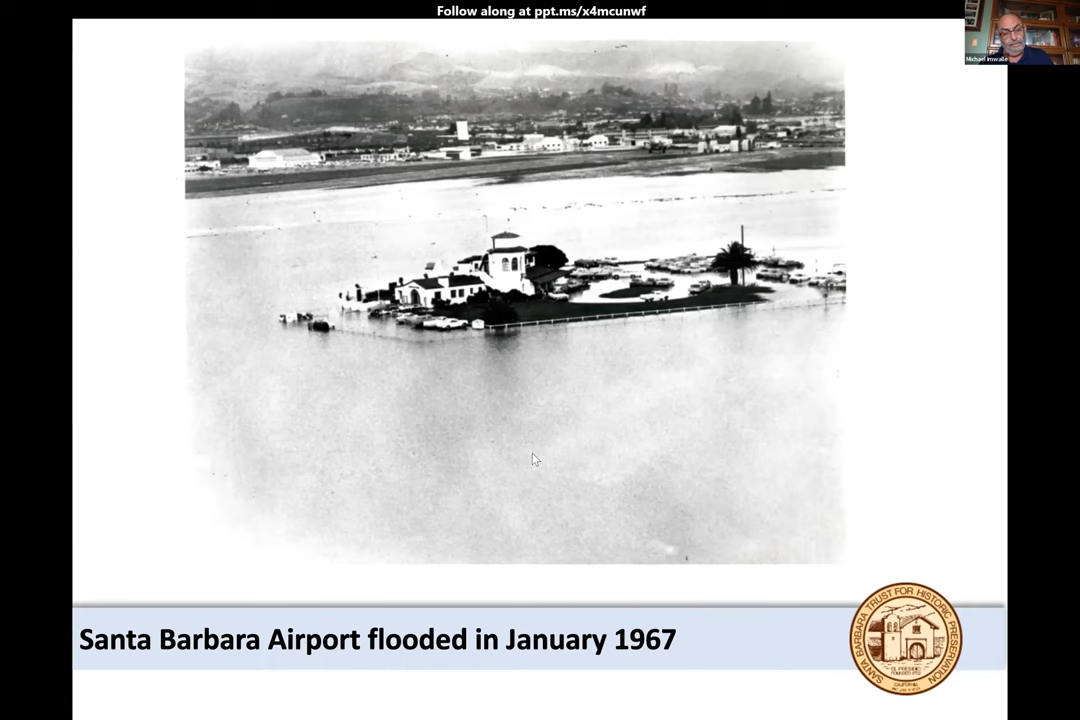 Follow along at ppt.ms/x4mcunwf
Michael Imwalle
Santa Barbara Airport flooded in January 1967
SANTA BARBARA TRUST FOR HISTORIC PRESERVATION
EL PRESIDIO
CALIFORNIA